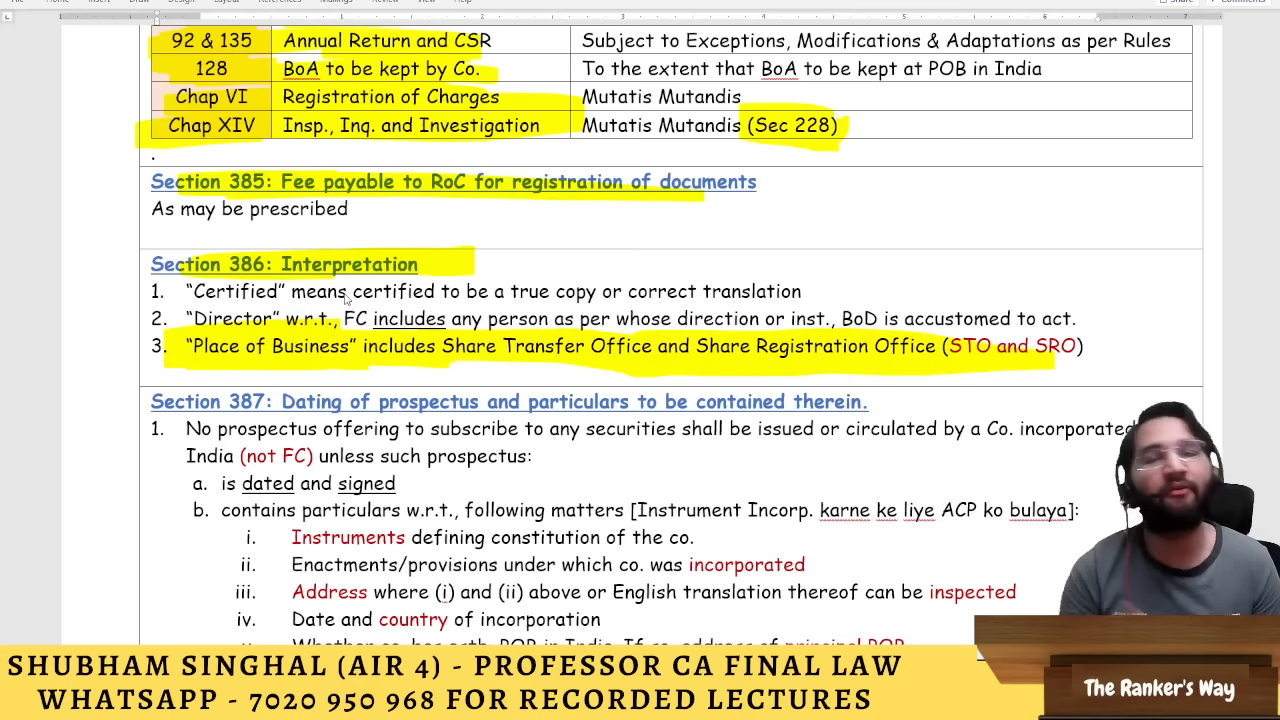 92 & 135 Annual Return and CSR Subject to Exceptions, Modifications & Adaptations as per Rules
128 BoA to be kept by Co. To the extent that BoA to be kept at POB in India
Chap VI Registration of Charges Mutatis Mutandis
Chap XIV Insp., Inq. and Investigation Mutatis Mutandis (Sec 228)
.
Section 385: Fee payable to RoC for registration of documents
As may be prescribed
Section 386: Interpretation
1. “Certified” means certified to be a true copy or correct translation
2. “Director” w.r.t., FC includes any person as per whose direction or inst., BoD is accustomed to act.
3. “Place of Business” includes Share Transfer Office and Share Registration Office (STO and SRO)
Section 387: Dating of prospectus and particulars to be contained therein.
1. No prospectus offering to subscribe to any securities shall be issued or circulated by a Co. incorporated
India (not FC) unless such prospectus:
a. is dated and signed
b. contains particulars w.r.t., following matters [Instrument Incorp. karne ke liye ACP ko bulaya]:
i. Instruments defining constitution of the co.
ii. Enactments/provisions under which co. was incorporated
iii. Address where (i) and (ii) above or English translation thereof can be inspected
iv. Date and country of incorporation
SHUBHAM SINGHAL (AIR 4) - PROFESSOR CA FINAL LAW
WHATSAPP - 7020 950 968 FOR RECORDED LECTURES
The Ranker's Way